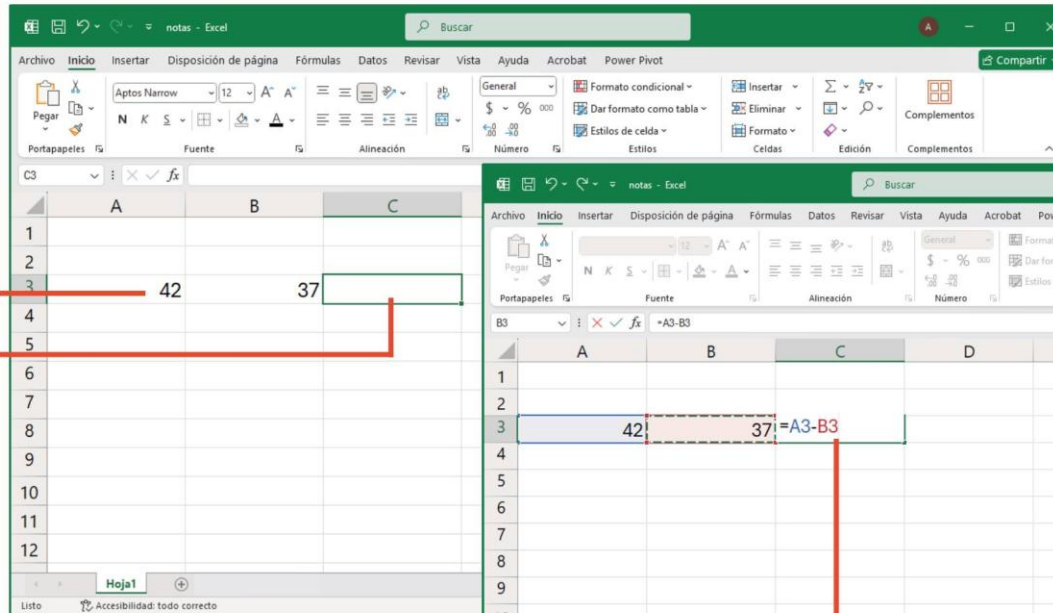 notas - Excel
Buscar
A
Archivo Inicio Insertar Disposición de página Fórmulas Datos Revisar Vista Ayuda Acrobat Power Pivot
Compartir
Pegar
Aptos Narrow 12 A A
N K S A
ab
General
$ % 000
Formato condicional
Dar formato como tabla
Estilos de celda
Insertar
Eliminar
Formato
Complementos
Portapapeles Fuente Alineación Número Estilos Celdas Edición Complementos
C3 fx
A B C
1
2
3 42 37
4
5
6
7
8
9
10
11
12
Hoja1
Listo Accesibilidad: todo correcto
notas - Excel
Buscar
Archivo Inicio Insertar Disposición de página Fórmulas Datos Revisar Vista Ayuda Acrobat
Pegar
12 A A
N K S A
ab
General
$ % 000
Estilos
Portapapeles Fuente Alineación Número
B3 fx =A3-B3
A B C D
1
2
3 42 37 =A3-B3
4
5
6
7
8
9